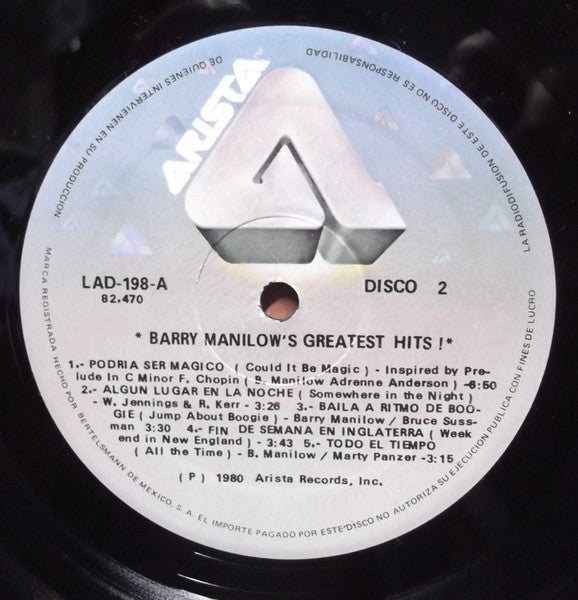 ARISTA
LAD-198-A
82.470
DISCO 2
* BARRY MANILOW'S GREATEST HITS !*
1.- PODRIA SER MAGICO ( Could It Be Magic ) - Inspired by Pre-
lude In C Minor F. Chopin ( B. Manilow Adrenne Anderson ) -6:50
2.- ALGUN LUGAR EN LA NOCHE ( Somewhere in the Night )
- W. Jennings & R. Kerr - 3:26 3.- BAILA A RITMO DE BOO-
GIE ( Jump About Boogie ) - Barry Manilow / Bruce Suss-
man 3:30 4.- FIN DE SEMANA EN INGLATERRA ( Week
end in New England ) - 3:43 5.- TODO EL TIEMPO
( All the Time ) - B. Manilow / Marty Panzer -3:15
( P ) 1980 Arista Records, Inc.
MARCA REGISTRADA HECHO POR BERTELSMANN DE MEXICO, S. A. EL IMPORTE PAGADO POR ESTE DISCO NO AUTORIZA SU EJECUCION PUBLICA CON FINES DE LUCRO
LA RADIODIFUSION DE ESTE DISCO NO ES RESPONSABILIDAD
DE QUIENES INTERVIENEN EN SU PRODUCCION.